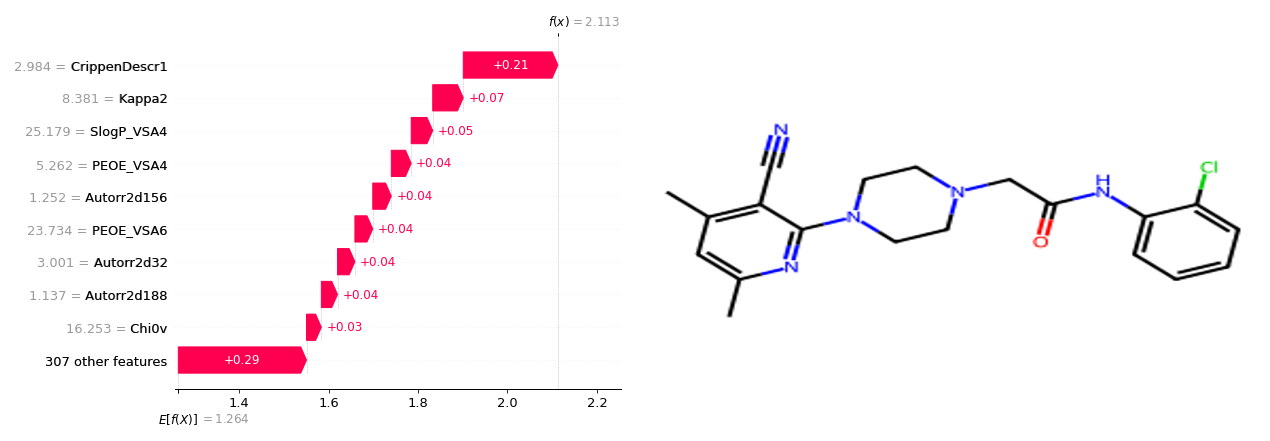 f(x) = 2.113
2.984 = CrippenDescr1 +0.21
8.381 = Kappa2 +0.07
25.179 = SlogP_VSA4 +0.05
5.262 = PEOE_VSA4 +0.04
1.252 = Autorr2d156 +0.04
23.734 = PEOE_VSA6 +0.04
3.001 = Autorr2d32 +0.04
1.137 = Autorr2d188 +0.04
16.253 = Chi0v +0.03
307 other features +0.29
1.4 1.6 1.8 2.0 2.2
E[f(X)] = 1.264
N
Cl
H
N
N
N
O
N